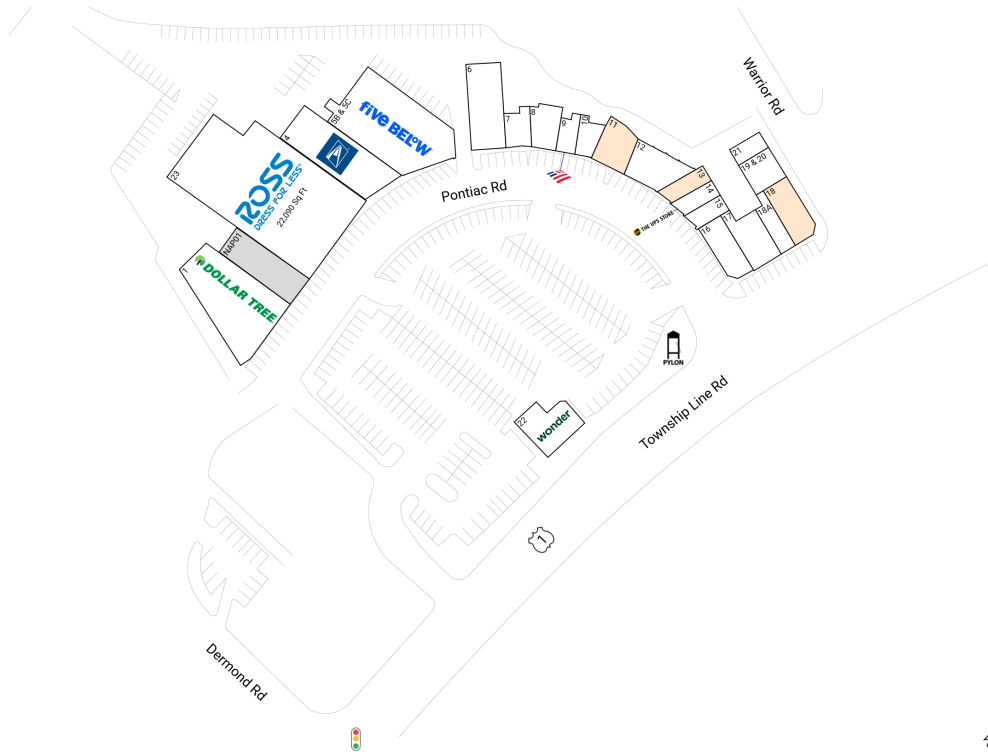 Warrior Rd
6
7
8
9
10
11
12
13
14
15
16
17
18A
18
19 & 20
21
5B & 5C
five BELOW
4
23
ROSS
DRESS FOR LESS
22,090 Sq Ft
Pontiac Rd
THE UPS STORE
NAP01
1
DOLLAR TREE
PYLON
22
wonder
Township Line Rd
1
Dermond Rd